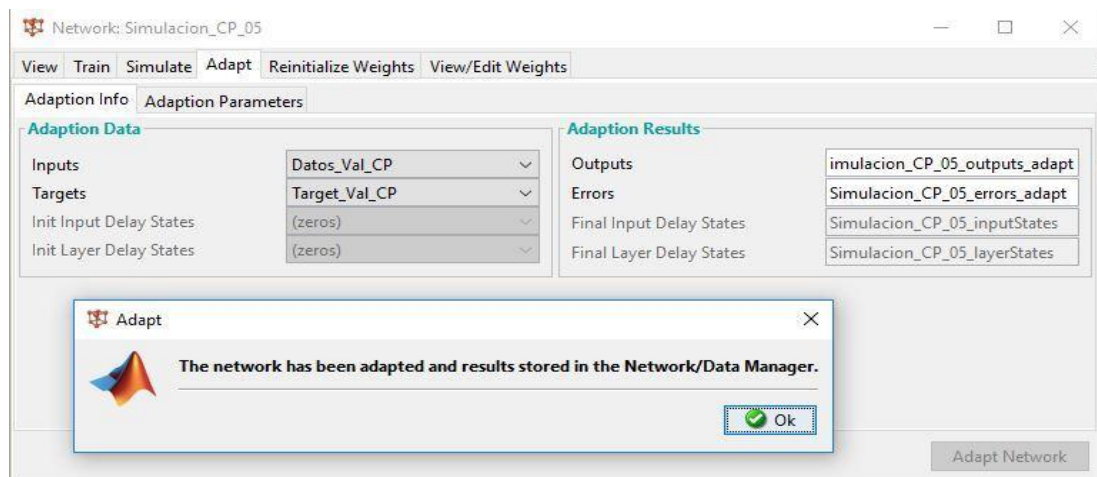 Network: Simulacion_CP_05
View Train Simulate Adapt Reinitialize Weights View/Edit Weights
Adaption Info Adaption Parameters
Adaption Data Adaption Results
Inputs Datos_Val_CP Outputs imulacion_CP_05_outputs_adapt
Targets Target_Val_CP Errors Simulacion_CP_05_errors_adapt
Init Input Delay States (zeros) Final Input Delay States Simulacion_CP_05_inputStates
Init Layer Delay States (zeros) Final Layer Delay States Simulacion_CP_05_layerStates
Adapt
The network has been adapted and results stored in the Network/Data Manager.
Ok
Adapt Network